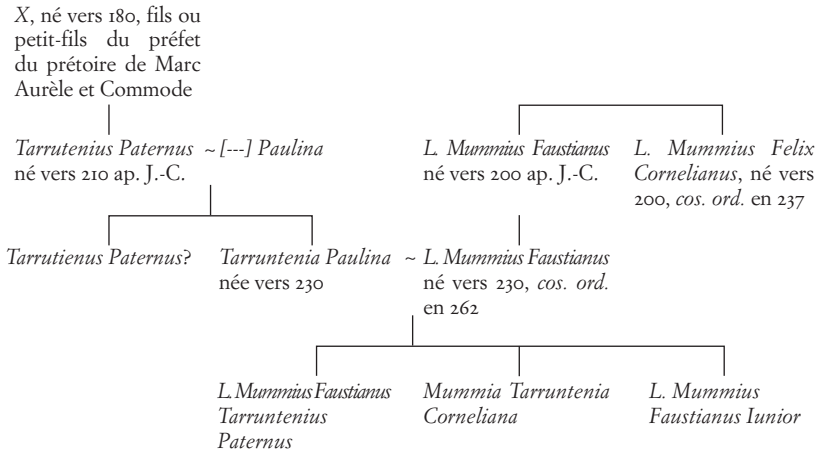 X, né vers 180, fils ou
petit-fils du préfet
du prétoire de Marc
Aurèle et Commode
Tarrutenius Paternus ~ [---] Paulina
né vers 210 ap. J.-C.
L. Mummius Faustianus
né vers 200 ap. J.-C.
L. Mummius Felix
Cornelianus, né vers
200, cos. ord. en 237
Tarrutienus Paternus?
Tarruntenia Paulina ~ L. Mummius Faustianus
née vers 230
né vers 230, cos. ord.
en 262
L. Mummius Faustianus
Tarruntenius
Paternus
Mummia Tarruntenia
Corneliana
L. Mummius
Faustianus Iunior